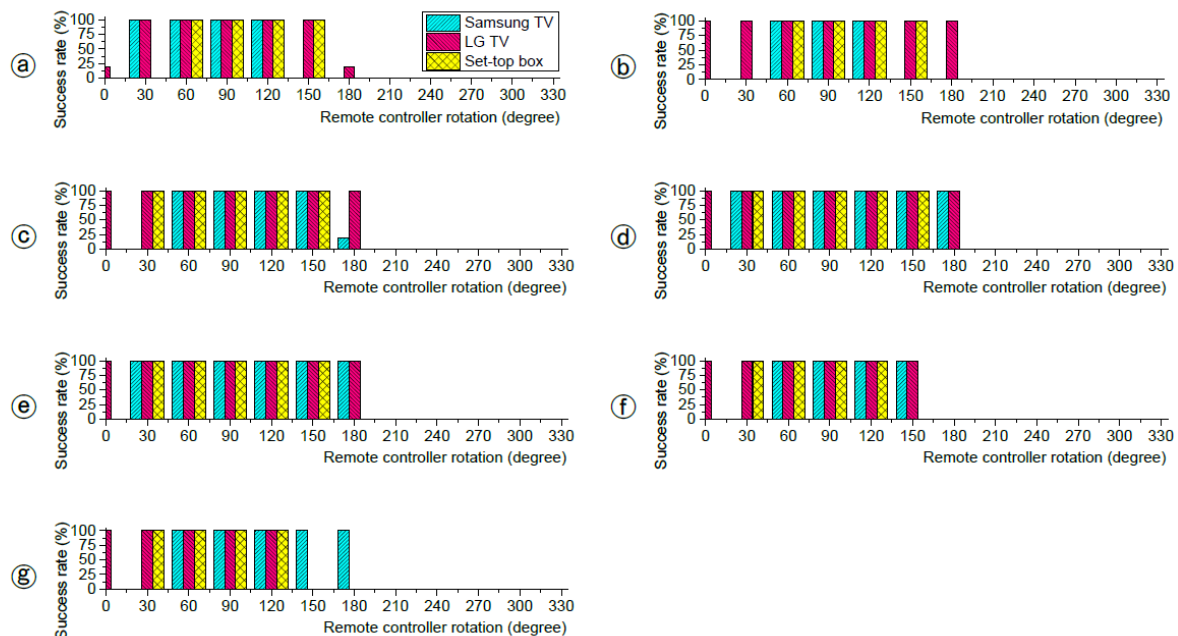 Samsung TV
LG TV
Set-top box
ⓐ
Success rate (%)
100
75
50
25
0
0 30 60 90 120 150 180 210 240 270 300 330
Remote controller rotation (degree)
ⓑ
Success rate (%)
100
75
50
25
0
0 30 60 90 120 150 180 210 240 270 300 330
Remote controller rotation (degree)
ⓒ
Success rate (%)
100
75
50
25
0
0 30 60 90 120 150 180 210 240 270 300 330
Remote controller rotation (degree)
ⓓ
Success rate (%)
100
75
50
25
0
0 30 60 90 120 150 180 210 240 270 300 330
Remote controller rotation (degree)
ⓔ
Success rate (%)
100
75
50
25
0
0 30 60 90 120 150 180 210 240 270 300 330
Remote controller rotation (degree)
ⓕ
Success rate (%)
100
75
50
25
0
0 30 60 90 120 150 180 210 240 270 300 330
Remote controller rotation (degree)
ⓖ
Success rate (%)
100
75
50
25
0
0 30 60 90 120 150 180 210 240 270 300 330
Remote controller rotation (degree)